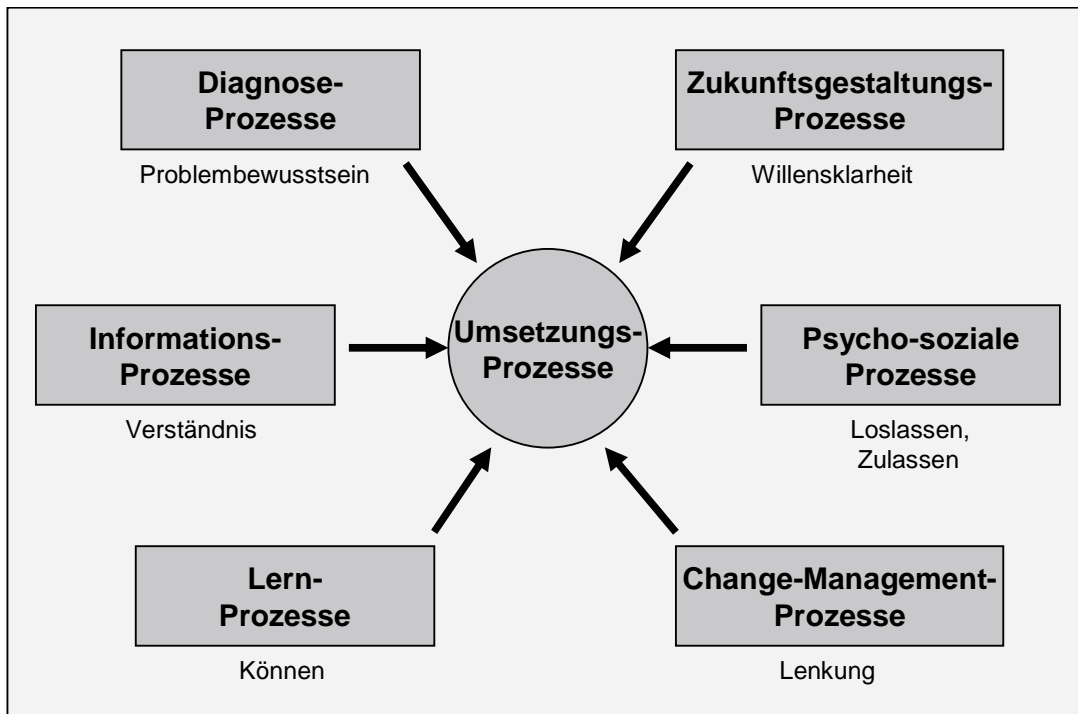 Diagnose-
Prozesse
Problembewusstsein
Zukunftsgestaltungs-
Prozesse
Willensklarheit
Informations-
Prozesse
Verständnis
Umsetzungs-
Prozesse
Psycho-soziale
Prozesse
Loslassen,
Zulassen
Lern-
Prozesse
Können
Change-Management-
Prozesse
Lenkung